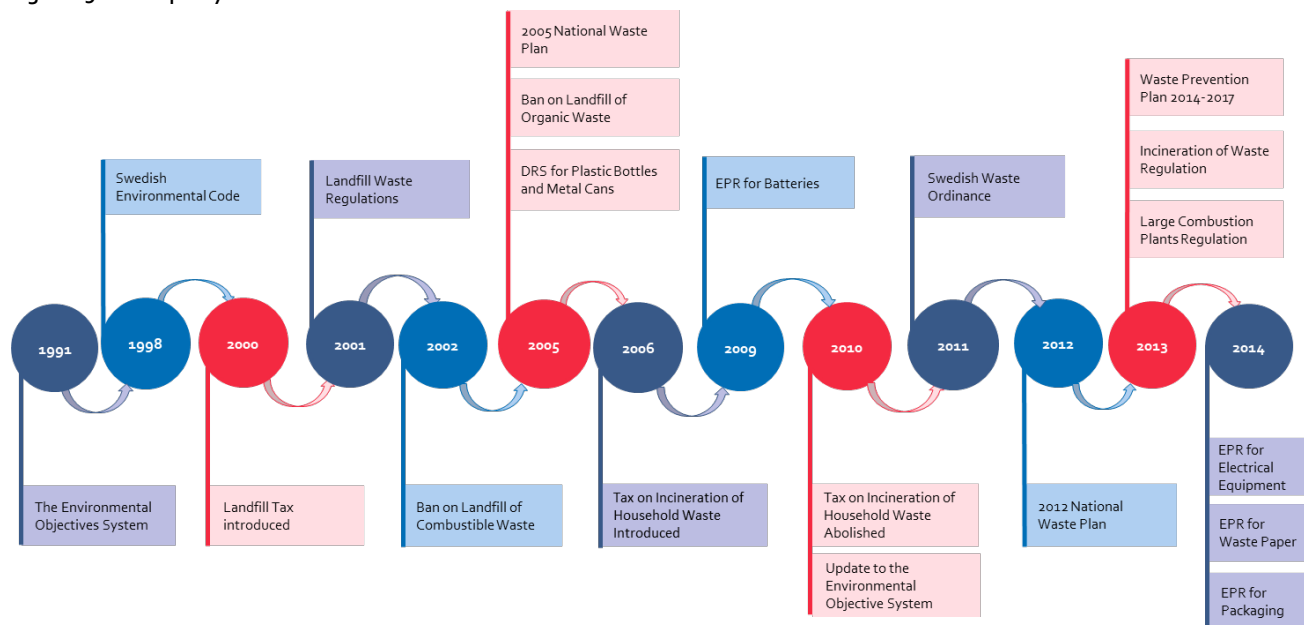 2005 National Waste
Plan
Ban on Landfill of
Organic Waste
DRS for Plastic Bottles
and Metal Cans
Waste Prevention
Plan 2014-2017
Incineration of Waste
Regulation
Large Combustion
Plants Regulation
Swedish
Environmental Code
Landfill Waste
Regulations
EPR for Batteries
Swedish Waste
Ordinance
1991
1998
2000
2001
2002
2005
2006
2009
2010
2011
2012
2013
2014
The Environmental
Objectives System
Landfill Tax
introduced
Ban on Landfill of
Combustible Waste
Tax on Incineration of
Household Waste
Introduced
Tax on Incineration of
Household Waste
Abolished
Update to the
Environmental
Objective System
2012 National
Waste Plan
EPR for
Electrical
Equipment
EPR for
Waste Paper
EPR for
Packaging